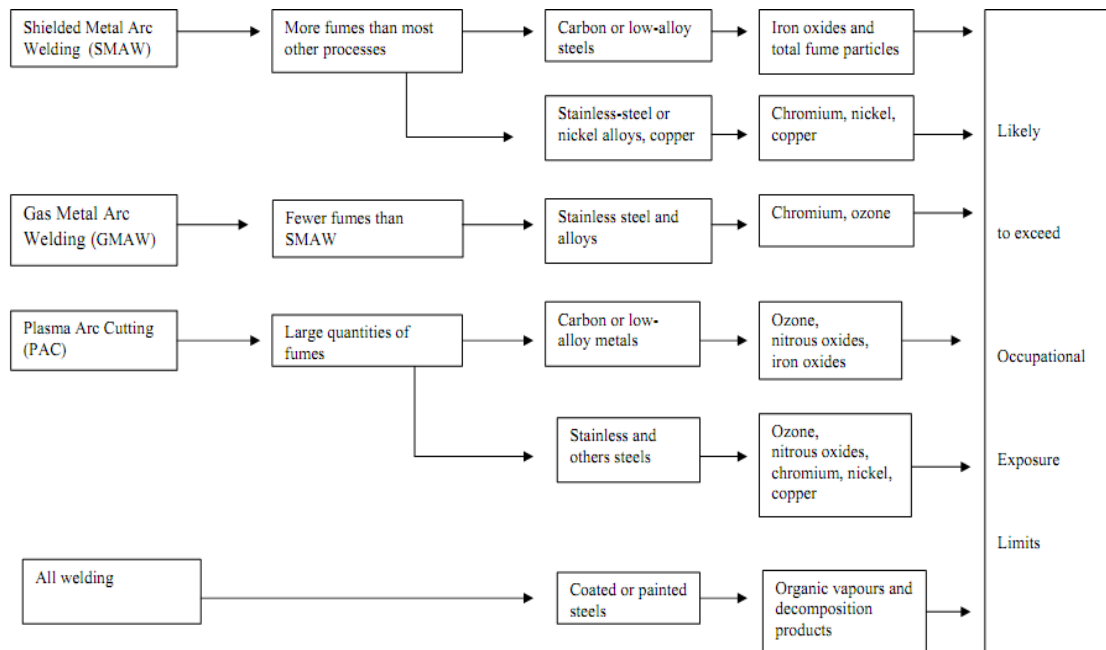 Shielded Metal Arc
Welding (SMAW)
More fumes than most
other processes
Carbon or low-alloy
steels
Iron oxides and
total fume particles
Stainless-steel or
nickel alloys, copper
Chromium, nickel,
copper
Likely
Gas Metal Arc
Welding (GMAW)
Fewer fumes than
SMAW
Stainless steel and
alloys
Chromium, ozone
to exceed
Plasma Arc Cutting
(PAC)
Large quantities of
fumes
Carbon or low-
alloy metals
Ozone,
nitrous oxides,
iron oxides
Occupational
Stainless and
others steels
Ozone,
nitrous oxides,
chromium, nickel,
copper
Exposure
Limits
All welding
Coated or painted
steels
Organic vapours and
decomposition
products